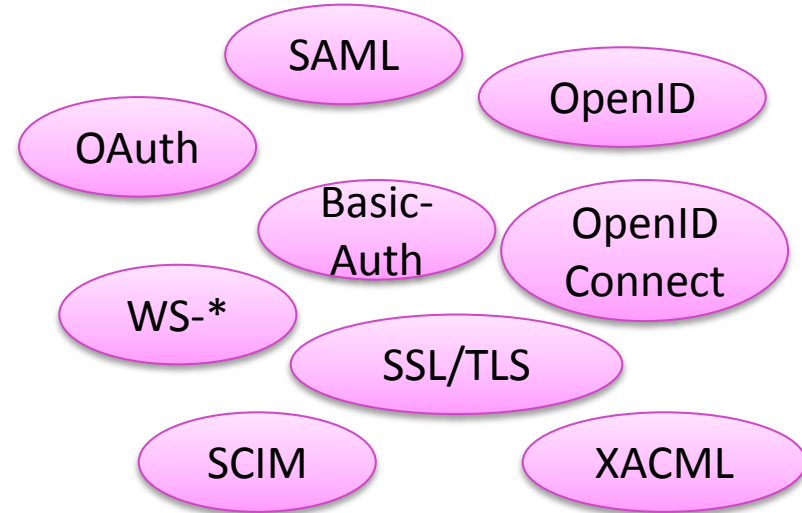 SAML
OpenID
OAuth
Basic-
Auth
OpenID
Connect
WS-*
SSL/TLS
SCIM
XACML